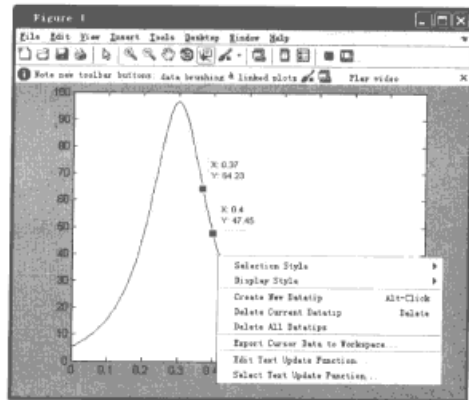 Figure 1
File Edit View Insert Tools Desktop Window Help
Note new toolbar buttons: data brushing & linked plots Play video
100
90
80
70
60
50
40
30
20
10
0
X: 0.37
Y: 64.23
X: 0.4
Y: 47.45
0 0.1 0.2 0.3 0.4
Selection Style
Display Style
Create New Datatip Alt-Click
Delete Current Datatip Delete
Delete All Datatips
Export Cursor Data to Workspace...
Edit Text Update Function...
Select Text Update Function...